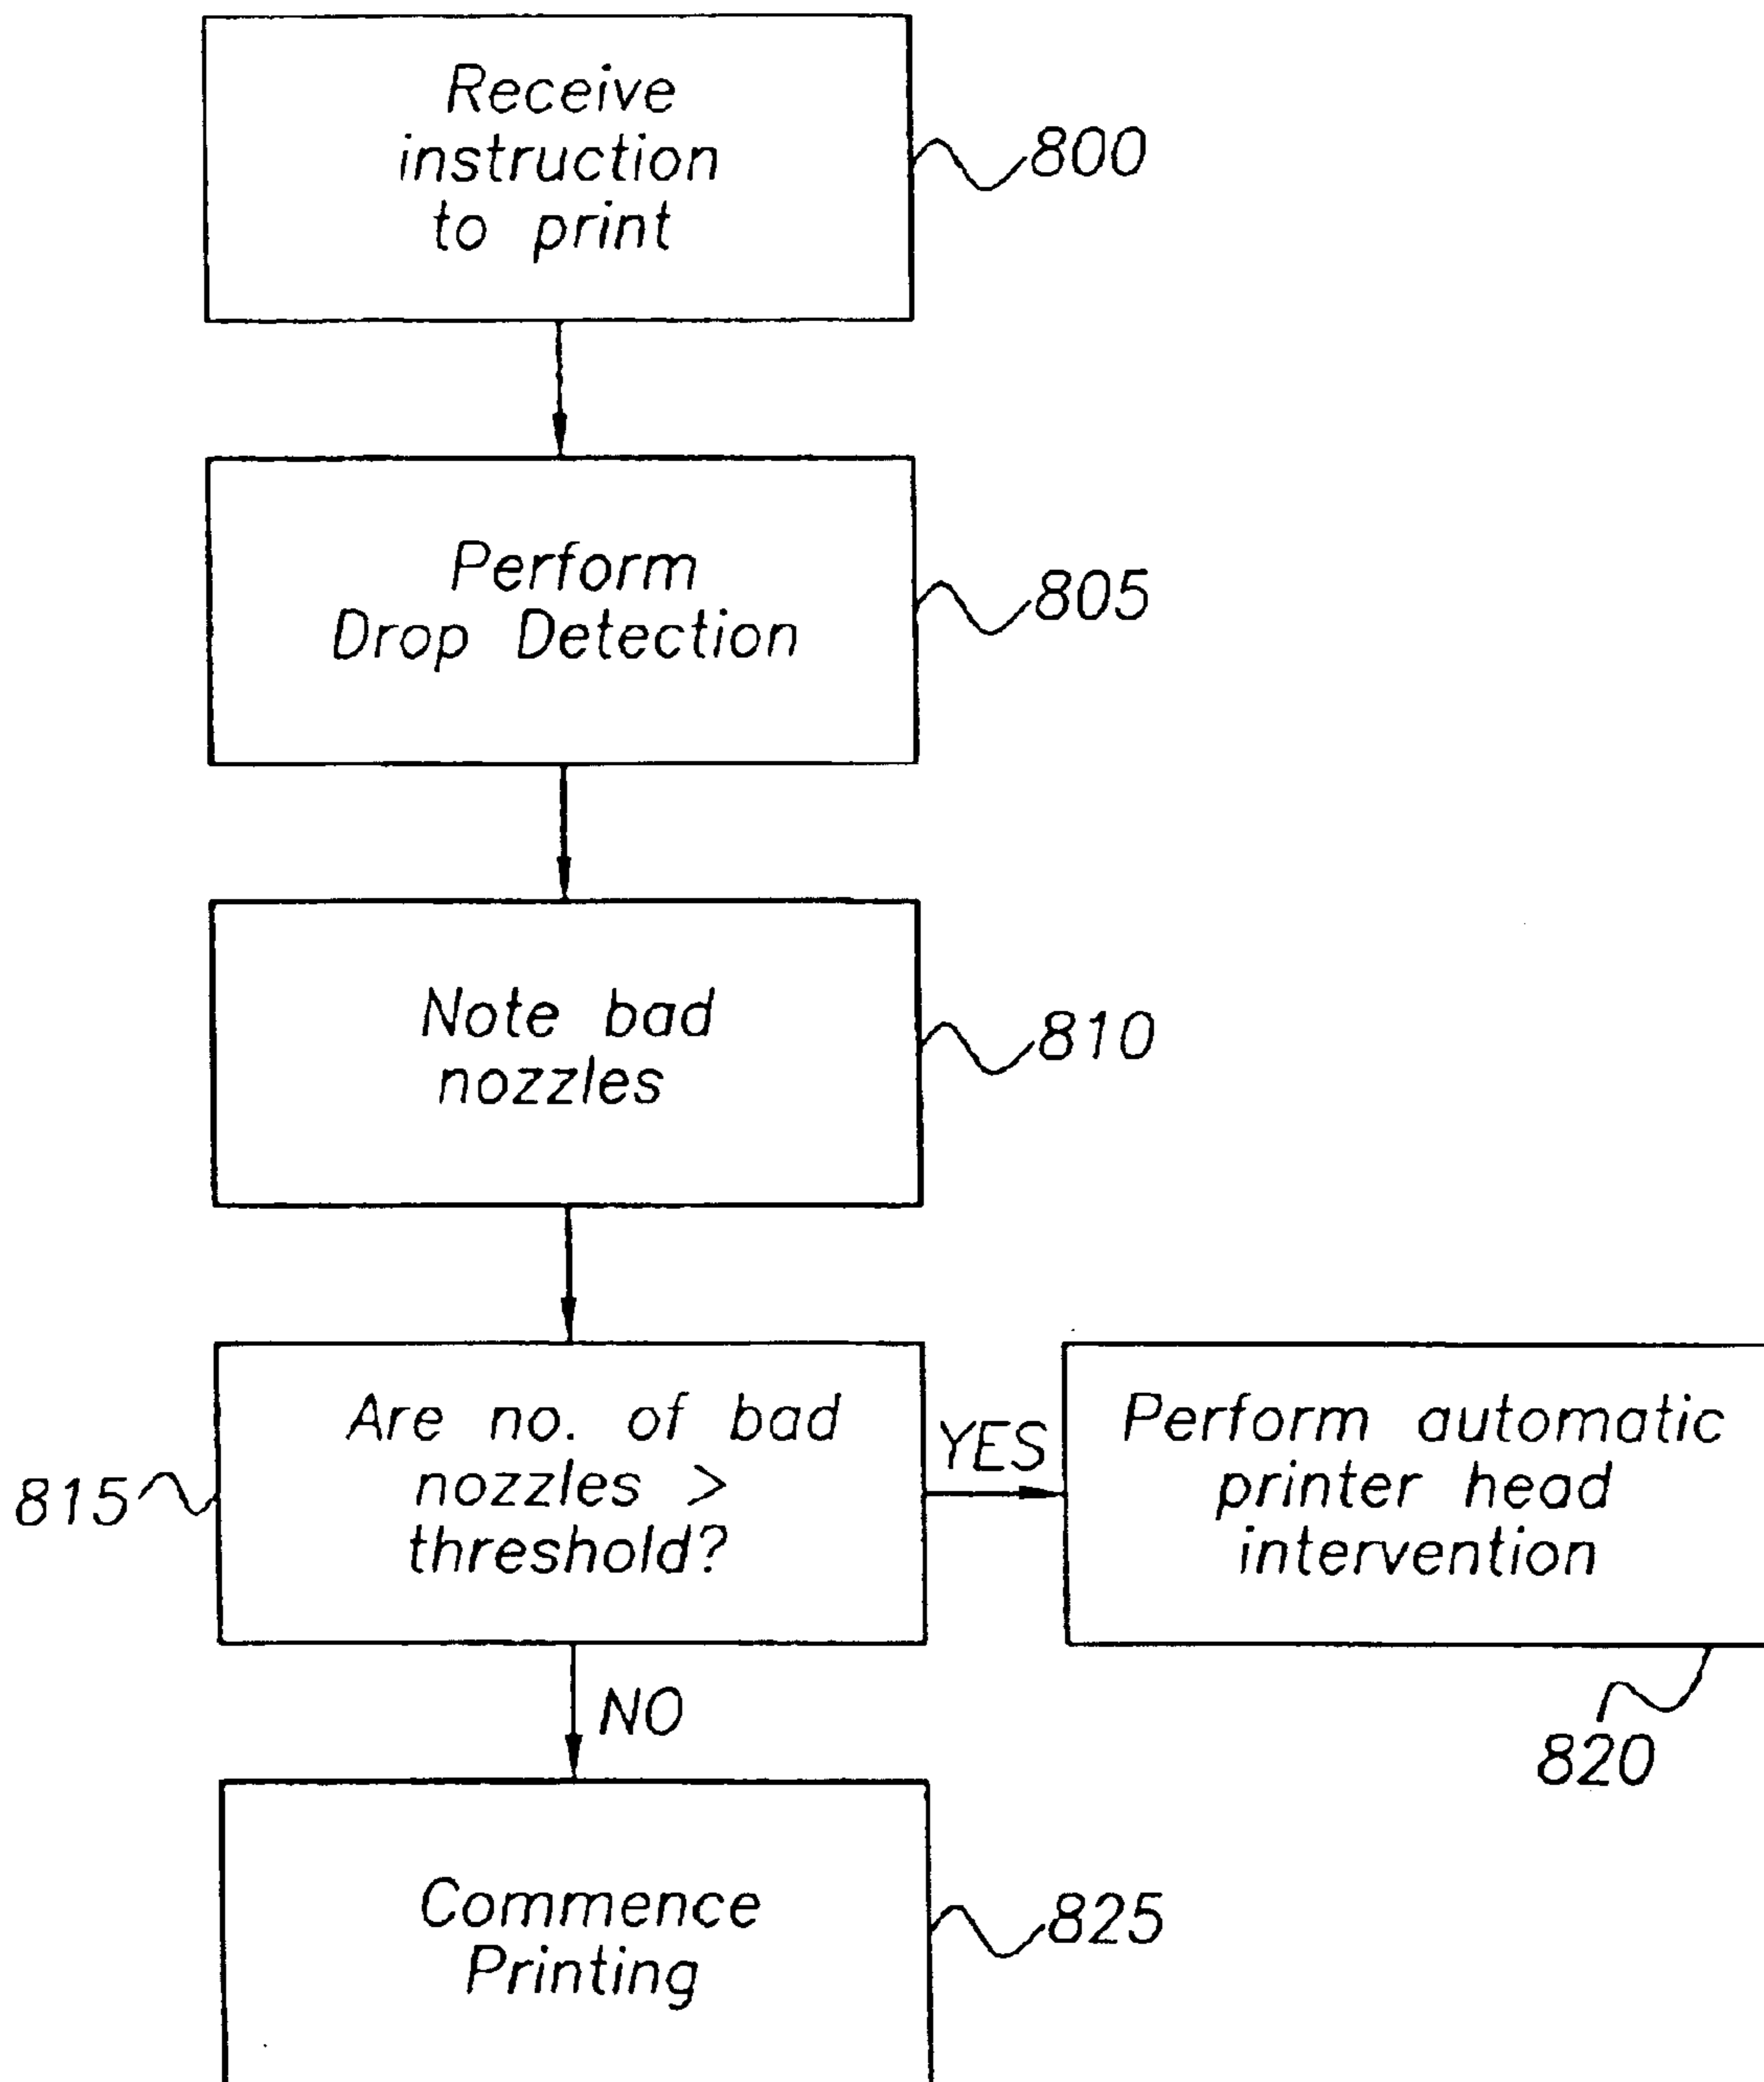 Receive
instruction
to print
800
Perform
Drop Detection
805
Note bad
nozzles
810
Are no. of bad
nozzles >
threshold?
815
YES
Perform automatic
printer head
intervention
820
NO
Commence
Printing
825